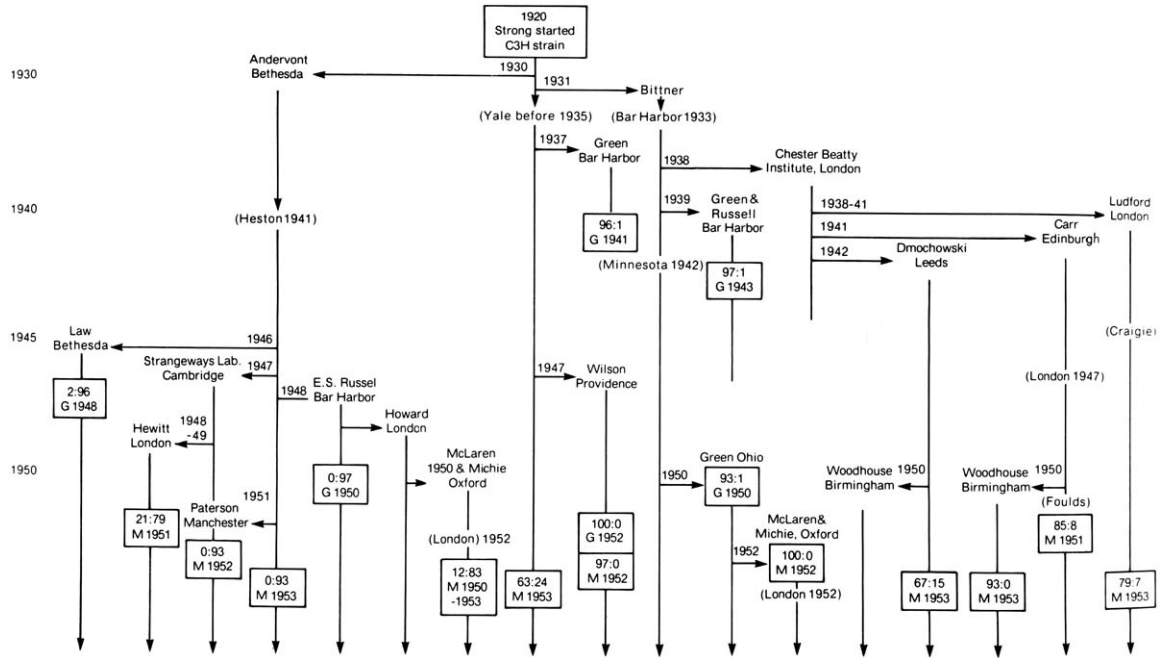 1920
Strong started
C3H strain
Andervont
Bethesda
1930
1930
1931
Bittner
(Yale before 1935)
(Bar Harbor 1933)
1937
Green
Bar Harbor
1938
Chester Beatty
Institute, London
1940
(Heston 1941)
96:1
G 1941
1939
Green &
Russell
Bar Harbor
1938-41
Ludford
London
1941
Carr
Edinburgh
1942
Dmochowski
Leeds
(Minnesota 1942)
97:1
G 1943
1945
Law
Bethesda
1946
(Craigie)
Strangeways Lab.
Cambridge
1947
1947
Wilson
Providence
(London 1947)
2:96
G 1948
1948
E.S. Russel
Bar Harbor
Hewitt
London
1948
-49
Howard
London
1950
McLaren
1950 & Michie
Oxford
0:97
G 1950
1950
Green Ohio
93:1
G 1950
Woodhouse
Birmingham
1950
Woodhouse
Birmingham
1950
(Foulds)
21:79
M 1951
Paterson
Manchester
1951
85:8
M 1951
0:93
M 1952
(London) 1952
100:0
G 1952
97:0
M 1952
1952
McLaren&
Michie, Oxford
100:0
M 1952
(London 1952)
0:93
M 1953
12:83
M 1950
-1953
63:24
M 1953
67:15
M 1953
93:0
M 1953
79:7
M 1953